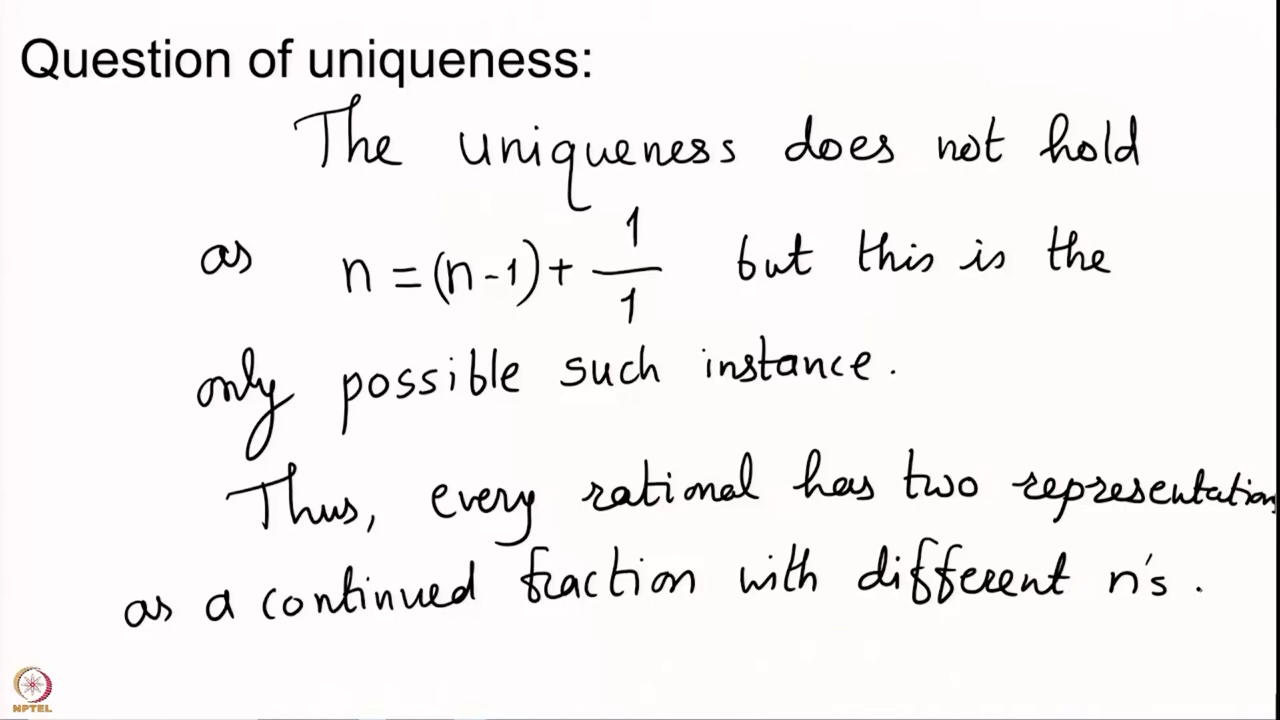 Question of uniqueness:
The uniqueness does not hold
as n = (n-1) + 1/1 but this is the
only possible such instance.
Thus, every rational has two representations
as a continued fraction with different n's.
NPTEL